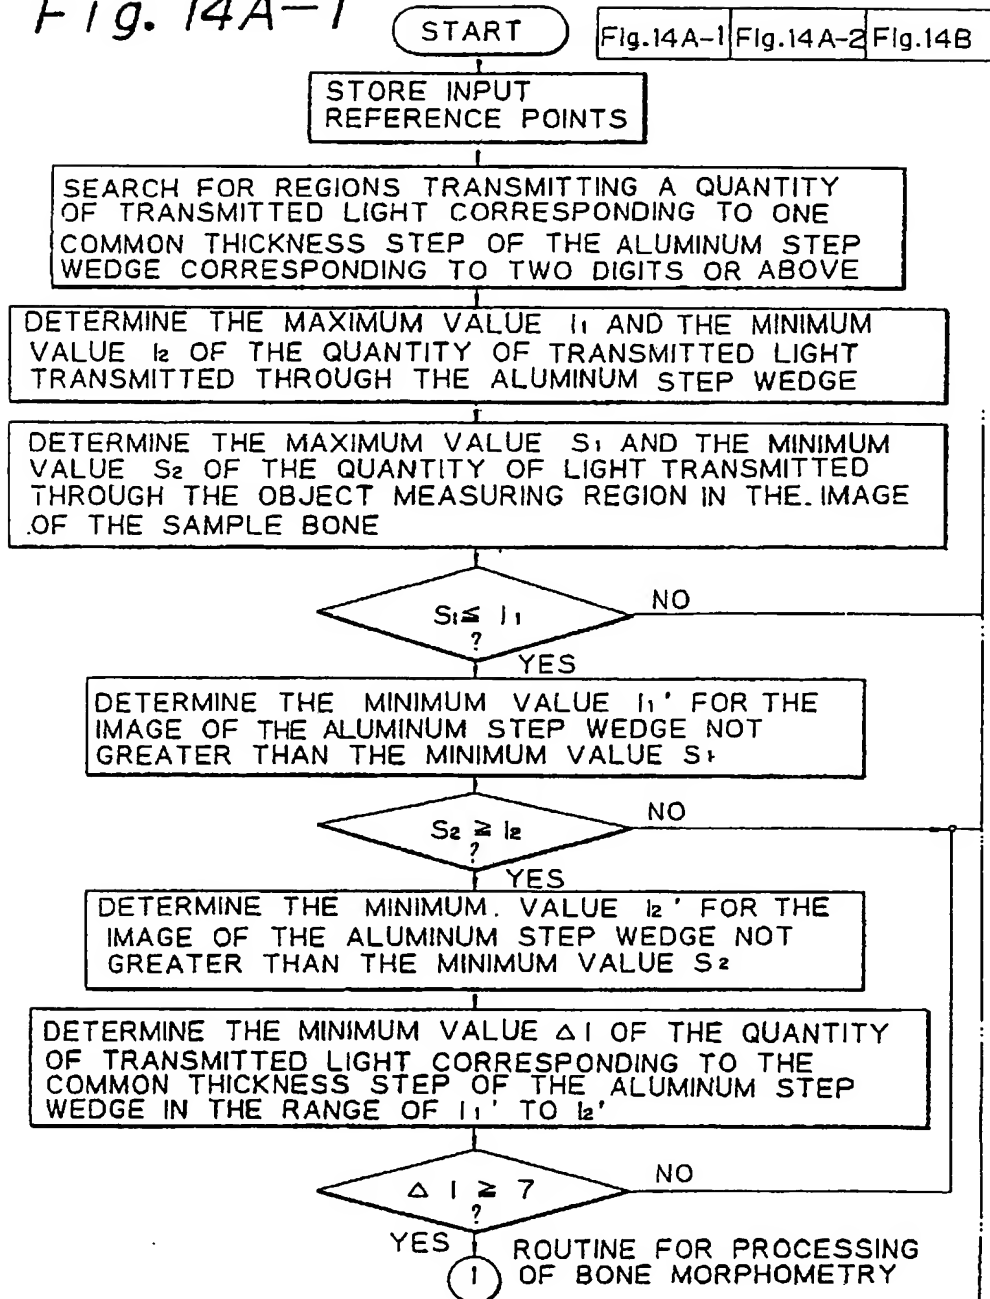 Fig. 14A-1
START
Fig.14A-1 Fig.14A-2 Fig.14B
STORE INPUT
REFERENCE POINTS
SEARCH FOR REGIONS TRANSMITTING A QUANTITY
OF TRANSMITTED LIGHT CORRESPONDING TO ONE
COMMON THICKNESS STEP OF THE ALUMINUM STEP
WEDGE CORRESPONDING TO TWO DIGITS OR ABOVE
DETERMINE THE MAXIMUM VALUE I₁ AND THE MINIMUM
VALUE I₂ OF THE QUANTITY OF TRANSMITTED LIGHT
TRANSMITTED THROUGH THE ALUMINUM STEP WEDGE
DETERMINE THE MAXIMUM VALUE S₁ AND THE MINIMUM
VALUE S₂ OF THE QUANTITY OF LIGHT TRANSMITTED
THROUGH THE OBJECT MEASURING REGION IN THE IMAGE
OF THE SAMPLE BONE
S₁ ≦ I₁
?
NO
YES
DETERMINE THE MINIMUM VALUE I₁' FOR THE
IMAGE OF THE ALUMINUM STEP WEDGE NOT
GREATER THAN THE MINIMUM VALUE S₁
S₂ ≧ I₂
?
NO
YES
DETERMINE THE MINIMUM. VALUE I₂' FOR THE
IMAGE OF THE ALUMINUM STEP WEDGE NOT
GREATER THAN THE MINIMUM VALUE S₂
DETERMINE THE MINIMUM VALUE △I OF THE QUANTITY
OF TRANSMITTED LIGHT CORRESPONDING TO THE
COMMON THICKNESS STEP OF THE ALUMINUM STEP
WEDGE IN THE RANGE OF I₁' TO I₂'
△ I ≧ 7
?
NO
YES
1
ROUTINE FOR PROCESSING
OF BONE MORPHOMETRY